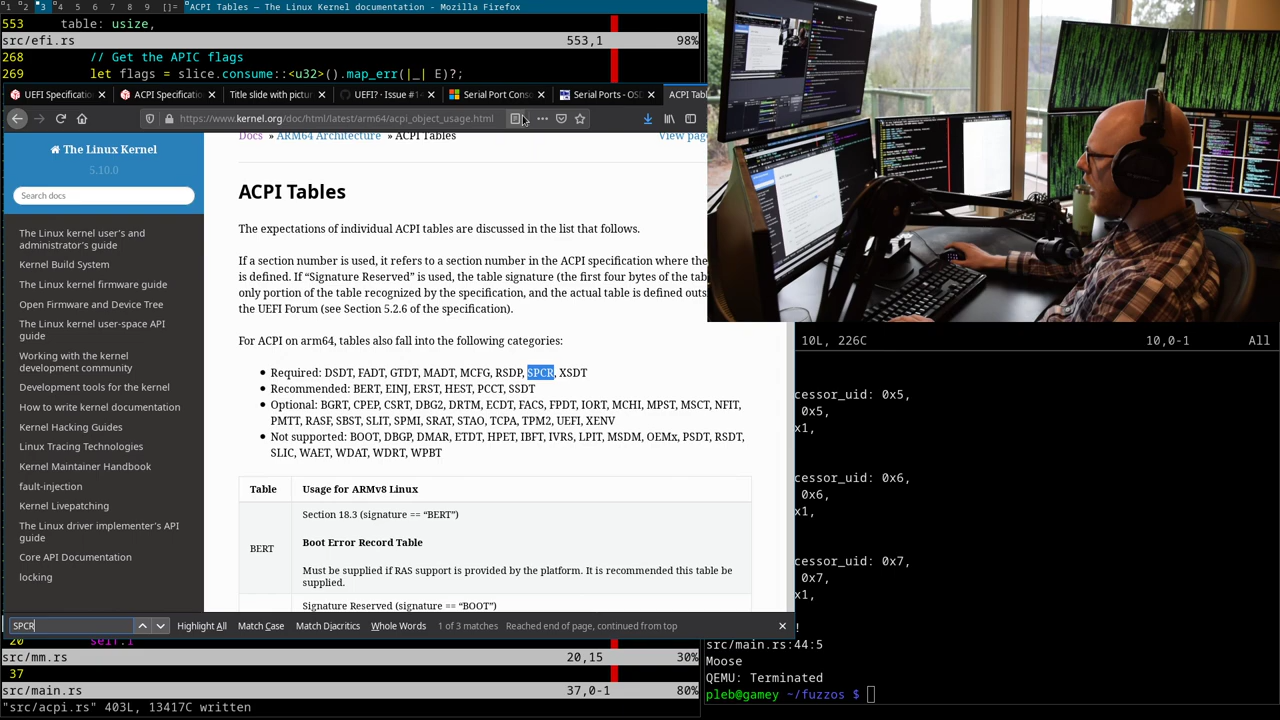 1 2 3 4 5 6 7 8 9 []= ACPI Tables — The Linux Kernel documentation - Mozilla Firefox
553 table: usize,
src/efi.rs 553,1 98%
268 // Get the APIC flags
269 let flags = slice.consume::<u32>().map_err(|_| E)?;
UEFI Specification ACPI Specificati Title slide with pictur UEFI? · Issue #1 Serial Port Cons Serial Ports - OSD ACPI Tabl
https://www.kernel.org/doc/html/latest/arm64/acpi_object_usage.html
The Linux Kernel
5.10.0
Search docs
The Linux kernel user's and
administrator's guide
Kernel Build System
The Linux kernel firmware guide
Open Firmware and Device Tree
The Linux kernel user-space API
guide
Working with the kernel
development community
Development tools for the kernel
How to write kernel documentation
Kernel Hacking Guides
Linux Tracing Technologies
Kernel Maintainer Handbook
fault-injection
Kernel Livepatching
The Linux driver implementer's API
guide
Core API Documentation
locking
Docs » ARM64 Architecture » ACPI Tables View page
ACPI Tables
The expectations of individual ACPI tables are discussed in the list that follows.
If a section number is used, it refers to a section number in the ACPI specification where the
is defined. If “Signature Reserved” is used, the table signature (the first four bytes of the tab
only portion of the table recognized by the specification, and the actual table is defined outs
the UEFI Forum (see Section 5.2.6 of the specification).
For ACPI on arm64, tables also fall into the following categories:
Required: DSDT, FADT, GTDT, MADT, MCFG, RSDP, SPCR, XSDT
Recommended: BERT, EINJ, ERST, HEST, PCCT, SSDT
Optional: BGRT, CPEP, CSRT, DBG2, DRTM, ECDT, FACS, FPDT, IORT, MCHI, MPST, MSCT, NFIT,
PMTT, RASF, SBST, SLIT, SPMI, SRAT, STAO, TCPA, TPM2, UEFI, XENV
Not supported: BOOT, DBGP, DMAR, ETDT, HPET, IBFT, IVRS, LPIT, MSDM, OEMx, PSDT, RSDT,
SLIC, WAET, WDAT, WDRT, WPBT
Table Usage for ARMv8 Linux
BERT
Section 18.3 (signature == “BERT”)
Boot Error Record Table
Must be supplied if RAS support is provided by the platform. It is recommended this table be
supplied.
Signature Reserved (signature == “BOOT”)
SPCR Highlight All Match Case Match Diacritics Whole Words 1 of 3 matches Reached end of page, continued from top
20 self.i
src/mm.rs 20,15 30%
37
src/main.rs 37,0-1 80%
"src/acpi.rs" 403L, 13417C written
10L, 226C 10,0-1 All
cessor_uid: 0x5,
0x5,
x1,
cessor_uid: 0x6,
0x6,
x1,
cessor_uid: 0x7,
0x7,
x1,
!
src/main.rs:44:5
Moose
QEMU: Terminated
pleb@gamey ~/fuzzos $